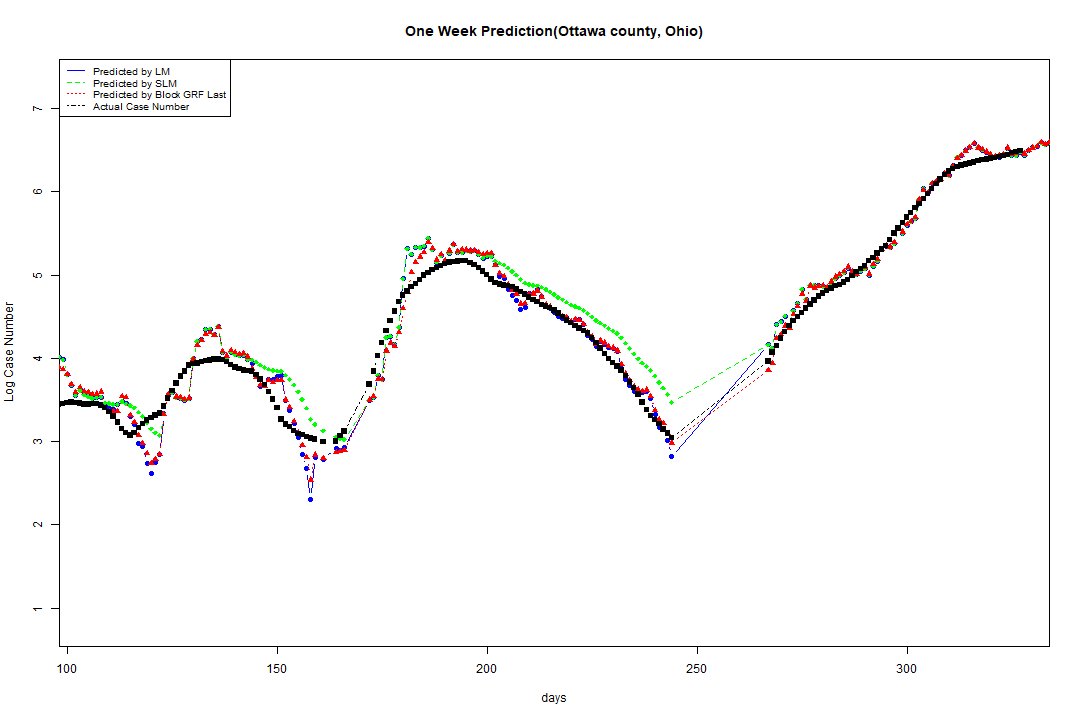 One Week Prediction(Ottawa county, Ohio)
Predicted by LM
Predicted by SLM
Predicted by Block GRF Last
Actual Case Number
Log Case Number
7
6
5
4
3
2
1
100 150 200 250 300
days